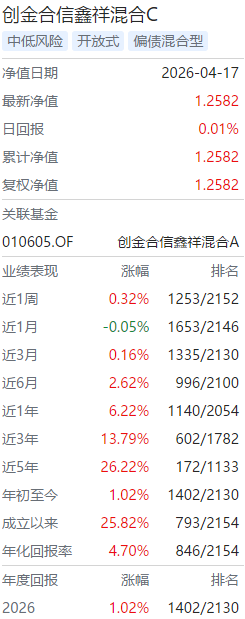 创金合信鑫祥混合C
中低风险 开放式 偏债混合型
净值日期 2026-04-17
最新净值 1.2582
日回报 0.01%
累计净值 1.2582
复权净值 1.2582
关联基金
010605.OF 创金合信鑫祥混合A
业绩表现 涨幅 排名
近1周 0.32% 1253/2152
近1月 -0.05% 1653/2146
近3月 0.16% 1335/2130
近6月 2.62% 996/2100
近1年 6.22% 1140/2054
近3年 13.79% 602/1782
近5年 26.22% 172/1133
年初至今 1.02% 1402/2130
成立以来 25.82% 793/2154
年化回报率 4.70% 846/2154
年度回报 涨幅 排名
2026 1.02% 1402/2130